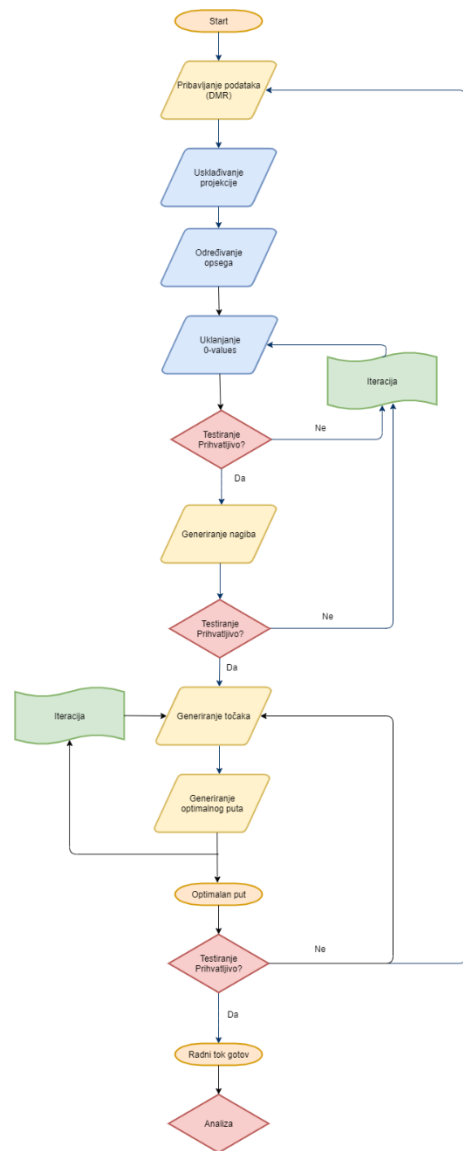 Start
Pribavljanje podataka
(DMR)
Usklađivanje
projekcije
Određivanje
opsega
Uklanjanje
0-values
Iteracija
Testiranje
Prihvatljivo?
Ne
Da
Generiranje nagiba
Testiranje
Prihvatljivo?
Ne
Da
Iteracija
Generiranje točaka
Generiranje
optimalnog puta
Optimalan put
Testiranje
Prihvatljivo?
Ne
Da
Radni tok gotov
Analiza